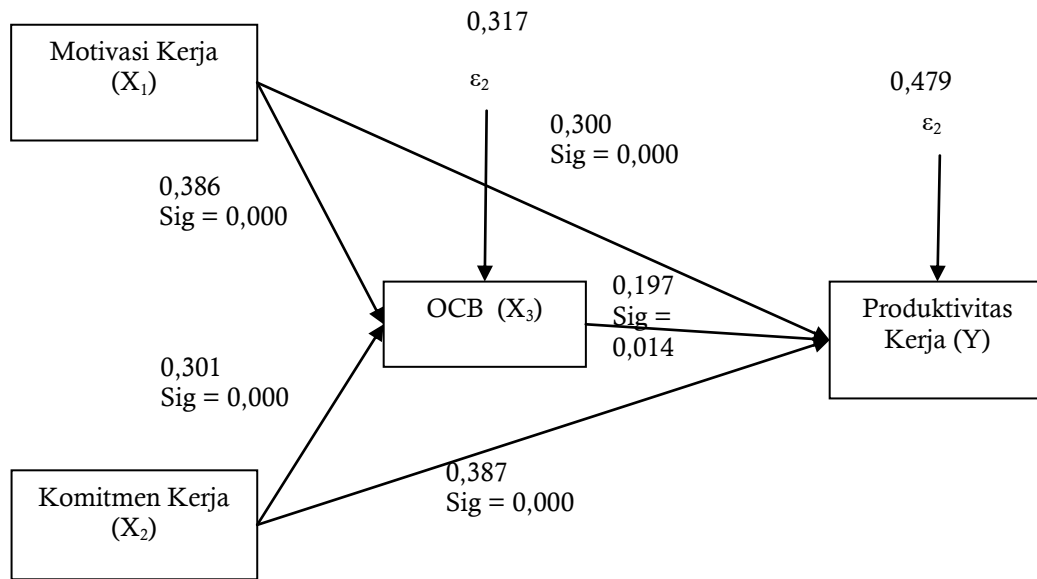 Motivasi Kerja
(X₁)
0,317
ε₂
0,479
ε₂
0,300
Sig = 0,000
0,386
Sig = 0,000
OCB (X₃)
0,197
Sig =
0,014
Produktivitas
Kerja (Y)
0,301
Sig = 0,000
0,387
Sig = 0,000
Komitmen Kerja
(X₂)